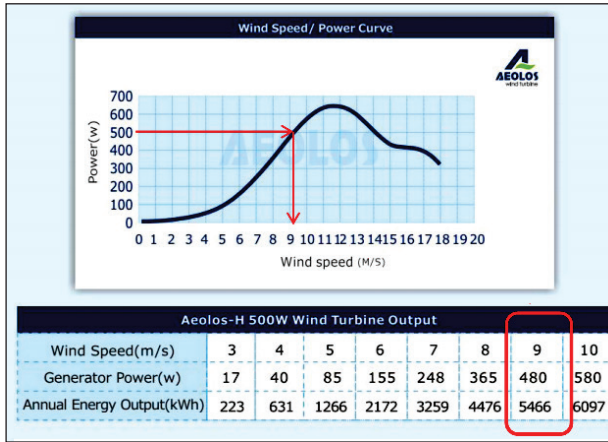 Wind Speed/ Power Curve
AEOLOS
wind turbine
700
600
500
400
300
200
100
0
Power(w)
AEOLOS
0 1 2 3 4 5 6 7 8 9 10 11 12 13 14 15 16 17 18 19 20
Wind speed (M/S)
Aeolos-H 500W Wind Turbine Output
Wind Speed(m/s) 3 4 5 6 7 8 9 10
Generator Power(w) 17 40 85 155 248 365 480 580
Annual Energy Output(kWh) 223 631 1266 2172 3259 4476 5466 6097